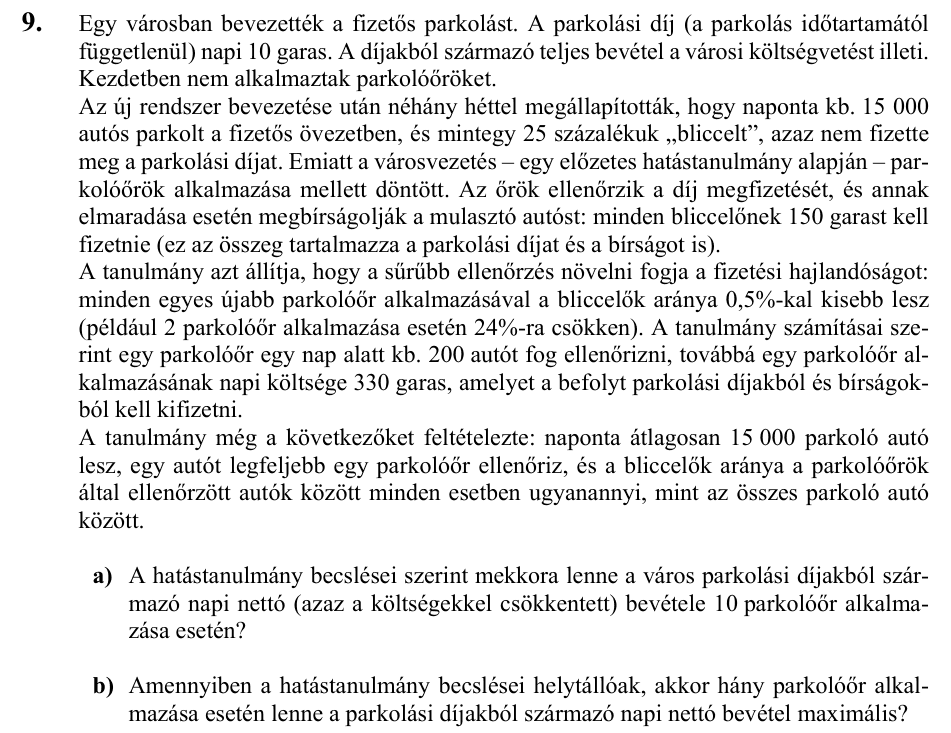 9. Egy városban bevezették a fizetős parkolást. A parkolási díj (a parkolás időtartamától
függetlenül) napi 10 garas. A díjakból származó teljes bevétel a városi költségvetést illeti.
Kezdetben nem alkalmaztak parkolóőröket.
Az új rendszer bevezetése után néhány héttel megállapították, hogy naponta kb. 15 000
autós parkolt a fizetős övezetben, és mintegy 25 százalékuk „bliccelt”, azaz nem fizette
meg a parkolási díjat. Emiatt a városvezetés – egy előzetes hatástanulmány alapján – par-
kolóőrök alkalmazása mellett döntött. Az őrök ellenőrzik a díj megfizetését, és annak
elmaradása esetén megbírságolják a mulasztó autóst: minden bliccelőnek 150 garast kell
fizetnie (ez az összeg tartalmazza a parkolási díjat és a bírságot is).
A tanulmány azt állítja, hogy a sűrűbb ellenőrzés növelni fogja a fizetési hajlandóságot:
minden egyes újabb parkolóőr alkalmazásával a bliccelők aránya 0,5%-kal kisebb lesz
(például 2 parkolóőr alkalmazása esetén 24%-ra csökken). A tanulmány számításai sze-
rint egy parkolóőr egy nap alatt kb. 200 autót fog ellenőrizni, továbbá egy parkolóőr al-
kalmazásának napi költsége 330 garas, amelyet a befolyt parkolási díjakból és bírságok-
ból kell kifizetni.
A tanulmány még a következőket feltételezte: naponta átlagosan 15 000 parkoló autó
lesz, egy autót legfeljebb egy parkolóőr ellenőriz, és a bliccelők aránya a parkolóőrök
által ellenőrzött autók között minden esetben ugyanannyi, mint az összes parkoló autó
között.
a) A hatástanulmány becslései szerint mekkora lenne a város parkolási díjakból szár-
mazó napi nettó (azaz a költségekkel csökkentett) bevétele 10 parkolóőr alkalma-
zása esetén?
b) Amennyiben a hatástanulmány becslései helytállóak, akkor hány parkolóőr alkal-
mazása esetén lenne a parkolási díjakból származó napi nettó bevétel maximális?